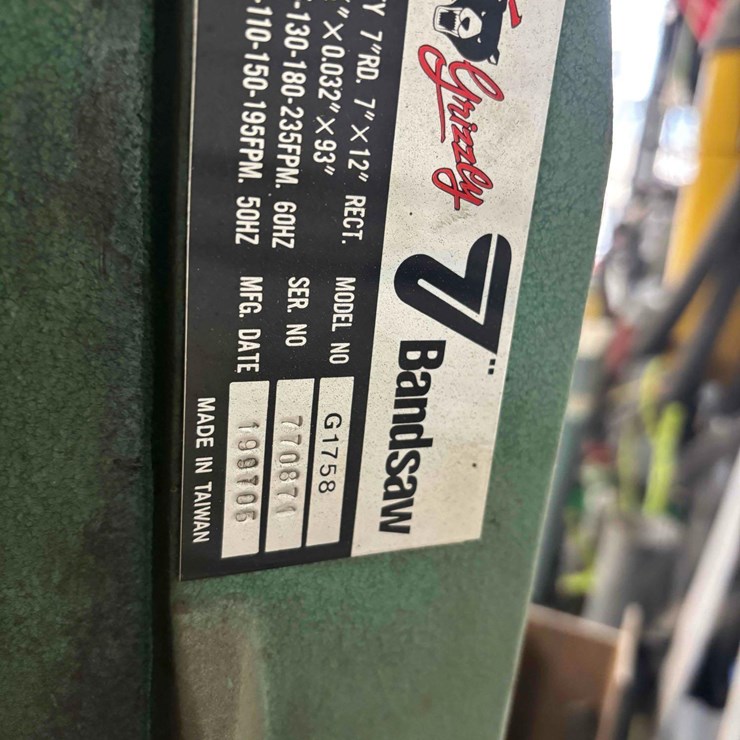 Grizzly
7" Bandsaw
Y 7"RD. 7"×12" RECT.
" × 0.032" × 93"
-130-180-235FPM. 60HZ
-110-150-195FPM. 50HZ
MODEL NO G1758
SER. NO 770871
MFG. DATE 199706
MADE IN TAIWAN